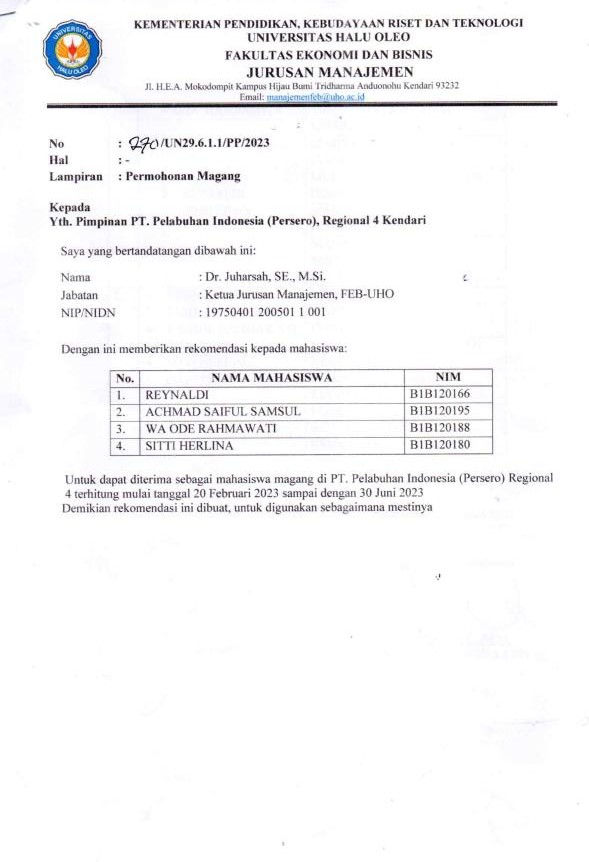 UNIVERSITAS
HALU OLEO
KEMENTERIAN PENDIDIKAN, KEBUDAYAAN RISET DAN TEKNOLOGI
UNIVERSITAS HALU OLEO
FAKULTAS EKONOMI DAN BISNIS
JURUSAN MANAJEMEN
Jl. H.E.A. Mokodompit Kampus Hijau Bumi Tridharma Anduonohu Kendari 93232
Email: manajemenfeb@uho.ac.id
No : 270/UN29.6.1.1/PP/2023
Hal : -
Lampiran : Permohonan Magang
Kepada
Yth. Pimpinan PT. Pelabuhan Indonesia (Persero), Regional 4 Kendari
Saya yang bertandatangan dibawah ini:
Nama : Dr. Juharsah, SE., M.Si.
Jabatan : Ketua Jurusan Manajemen, FEB-UHO
NIP/NIDN : 19750401 200501 1 001
Dengan ini memberikan rekomendasi kepada mahasiswa:
No. NAMA MAHASISWA NIM
1. REYNALDI B1B120166
2. ACHMAD SAIFUL SAMSUL B1B120195
3. WA ODE RAHMAWATI B1B120188
4. SITTI HERLINA B1B120180
Untuk dapat diterima sebagai mahasiswa magang di PT. Pelabuhan Indonesia (Persero) Regional
4 terhitung mulai tanggal 20 Februari 2023 sampai dengan 30 Juni 2023
Demikian rekomendasi ini dibuat, untuk digunakan sebagaimana mestinya